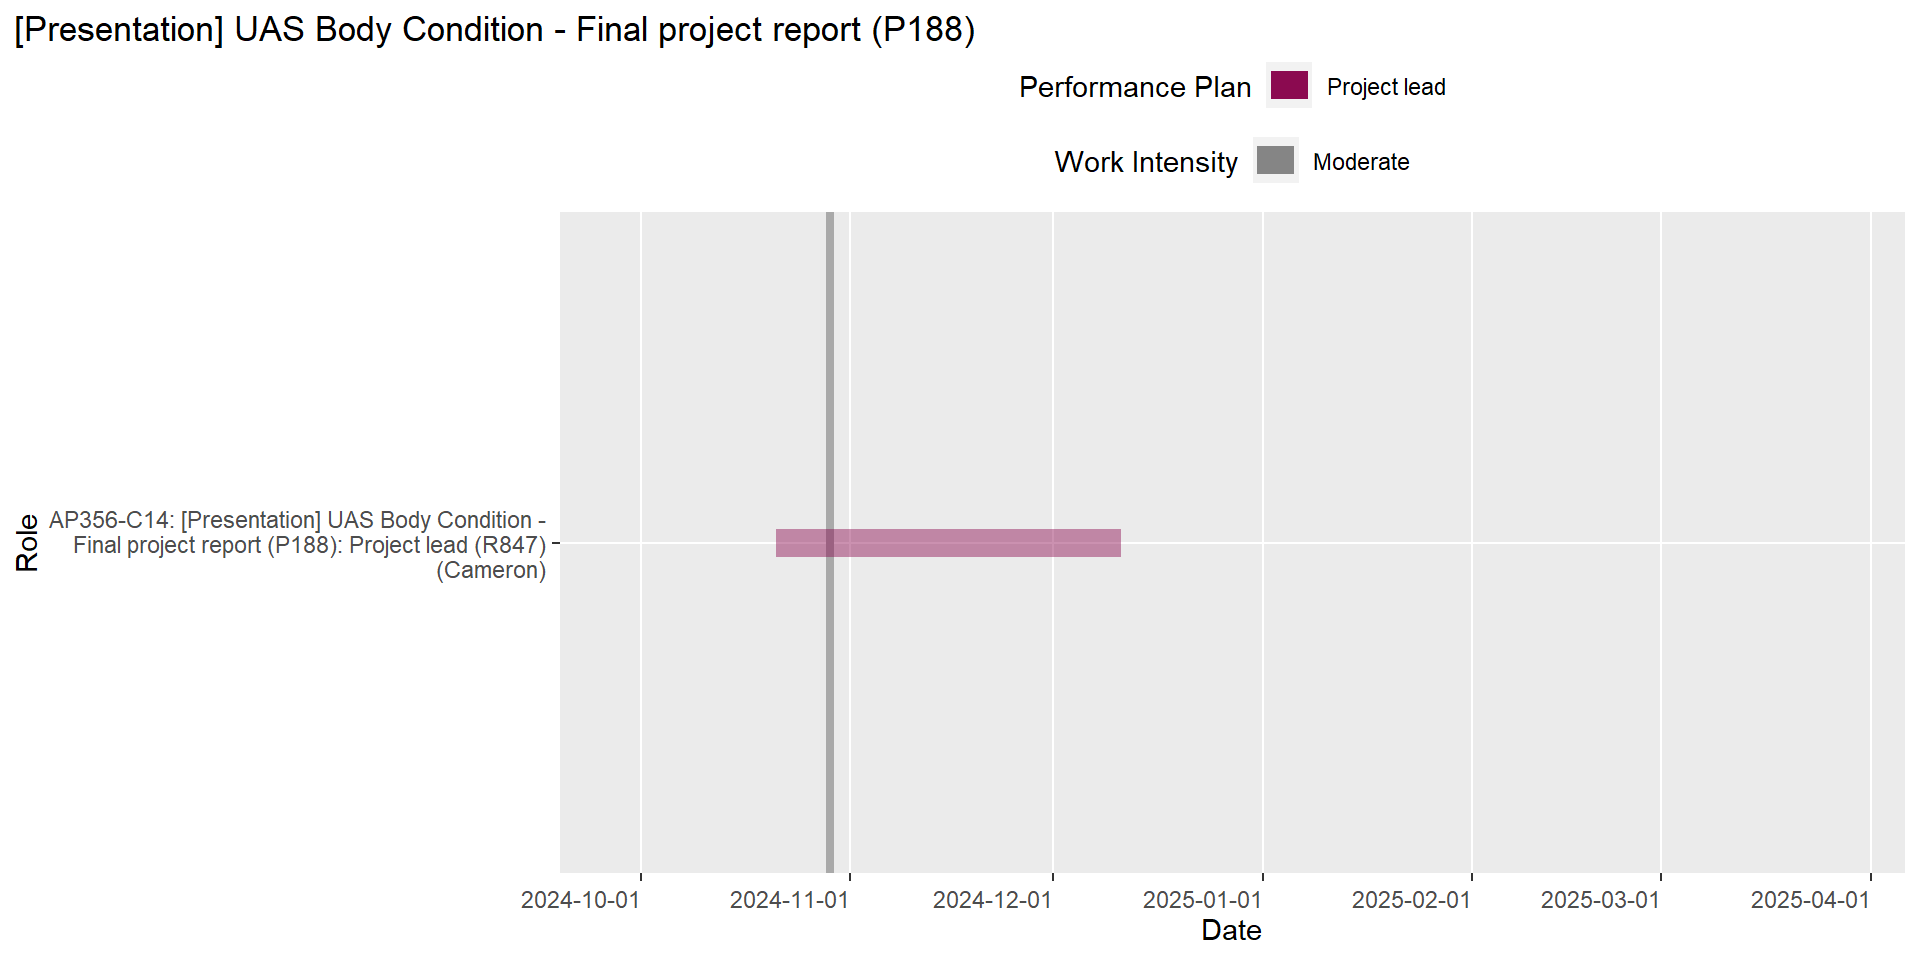 [Presentation] UAS Body Condition - Final project report (P188)
Performance Plan
Project lead
Work Intensity
Moderate
Role
AP356-C14: [Presentation] UAS Body Condition -
Final project report (P188): Project lead (R847)
(Cameron)
2024-10-01
2024-11-01
2024-12-01
2025-01-01
2025-02-01
2025-03-01
2025-04-01
Date